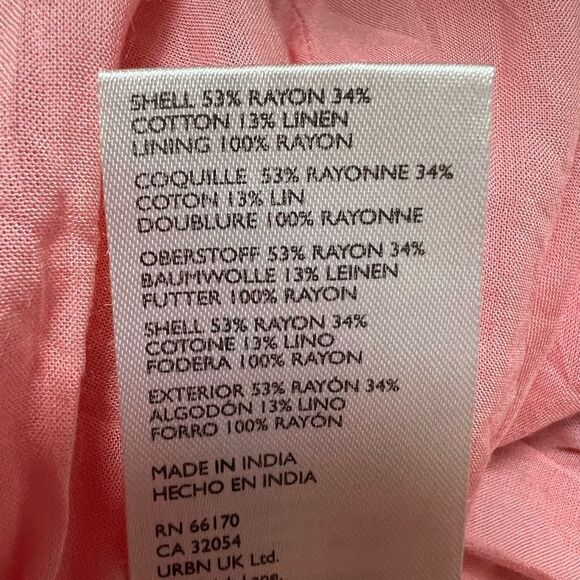 SHELL 53% RAYON 34%
COTTON 13% LINEN
LINING 100% RAYON
COQUILLE 53% RAYONNE 34%
COTON 13% LIN
DOUBLURE 100% RAYONNE
OBERSTOFF 53% RAYON 34%
BAUMWOLLE 13% LEINEN
FUTTER 100% RAYON
SHELL 53% RAYON 34%
COTONE 13% LINO
FODERA 100% RAYON
EXTERIOR 53% RAYÓN 34%
ALGODÓN 13% LINO
FORRO 100% RAYÓN
MADE IN INDIA
HECHO EN INDIA
RN 66170
CA 32054
URBN UK Ltd.
Lane,